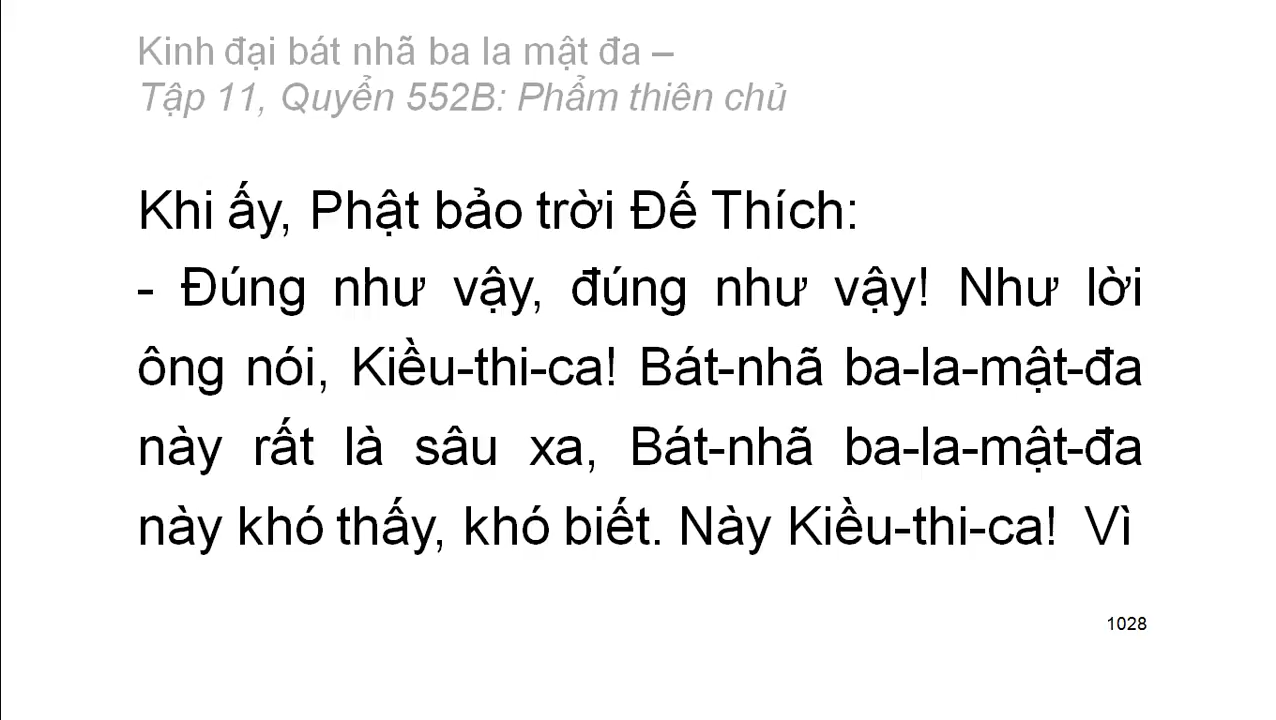 Kinh đại bát nhã ba la mật đa –
Tập 11, Quyển 552B: Phẩm thiên chủ
Khi ấy, Phật bảo trời Đế Thích:
- Đúng như vậy, đúng như vậy! Như lời
ông nói, Kiều-thi-ca! Bát-nhã ba-la-mật-đa
này rất là sâu xa, Bát-nhã ba-la-mật-đa
này khó thấy, khó biết. Này Kiều-thi-ca! Vì
1028